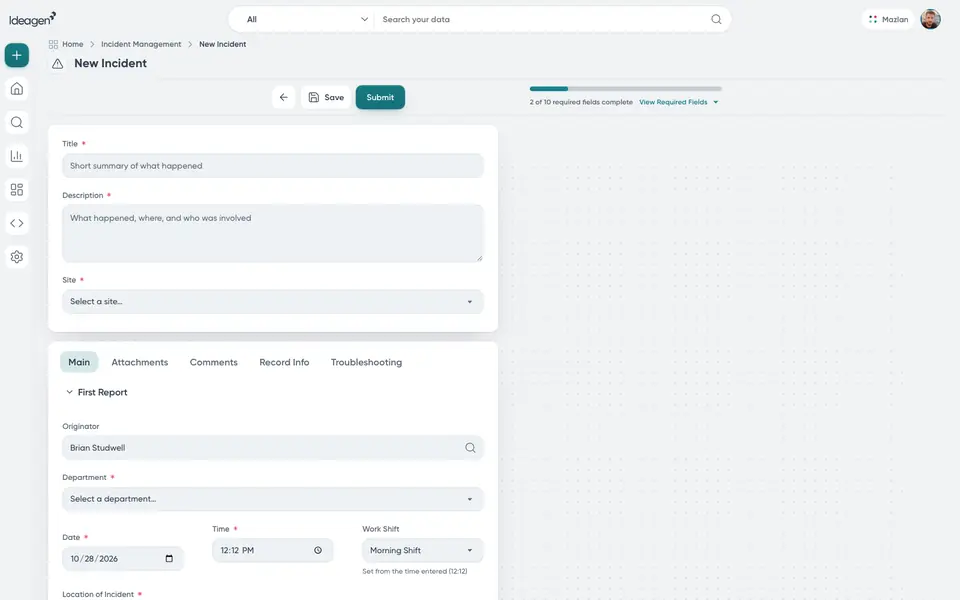 Ideagen
All
Search your data
Mazlan
Home
Incident Management
New Incident
New Incident
Save
Submit
2 of 10 required fields complete
View Required Fields
Title *
Short summary of what happened
Description *
What happened, where, and who was involved
Site *
Select a site...
Main
Attachments
Comments
Record Info
Troubleshooting
First Report
Originator
Brian Studwell
Department *
Select a department...
Date *
Time *
Work Shift
10/28/2026
12:12 PM
Morning Shift
Set from the time entered (12:12)
Location of Incident *